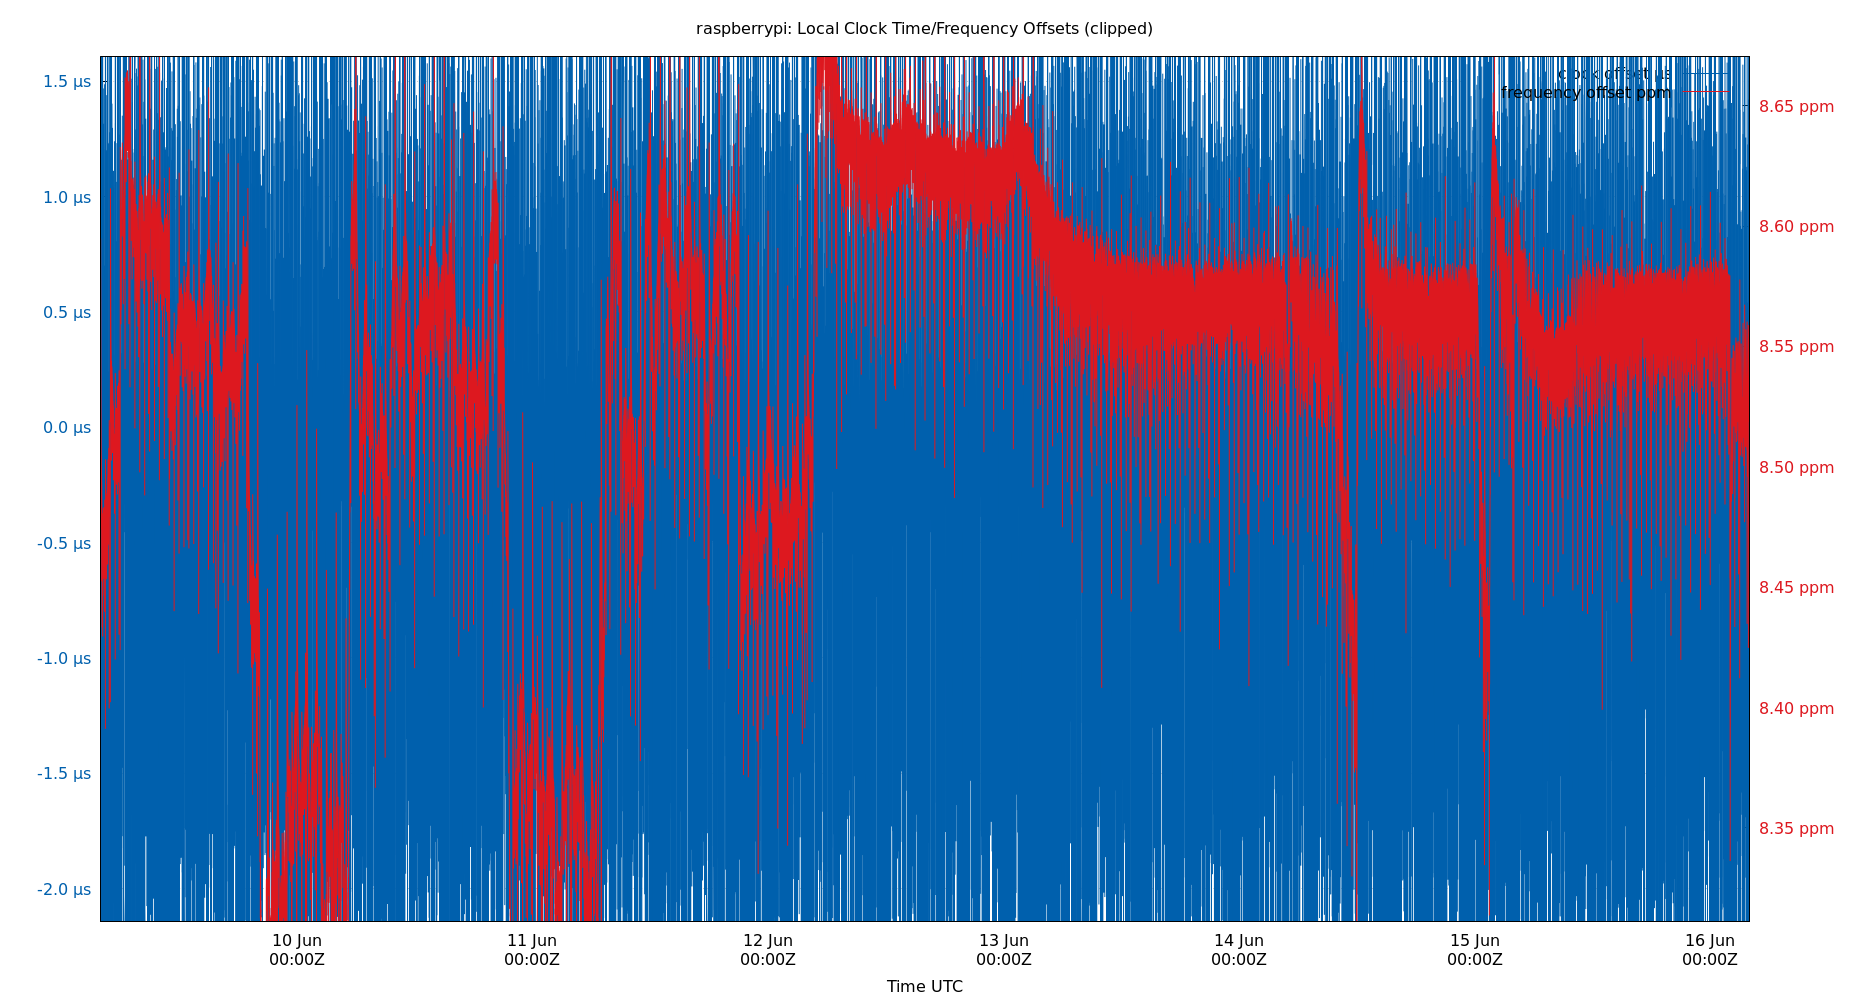 raspberrypi: Local Clock Time/Frequency Offsets (clipped)
clock offset µs
frequency offset ppm
1.5 µs
1.0 µs
0.5 µs
0.0 µs
-0.5 µs
-1.0 µs
-1.5 µs
-2.0 µs
8.65 ppm
8.60 ppm
8.55 ppm
8.50 ppm
8.45 ppm
8.40 ppm
8.35 ppm
10 Jun 11 Jun 12 Jun 13 Jun 14 Jun 15 Jun 16 Jun
00:00Z 00:00Z 00:00Z 00:00Z 00:00Z 00:00Z 00:00Z
Time UTC